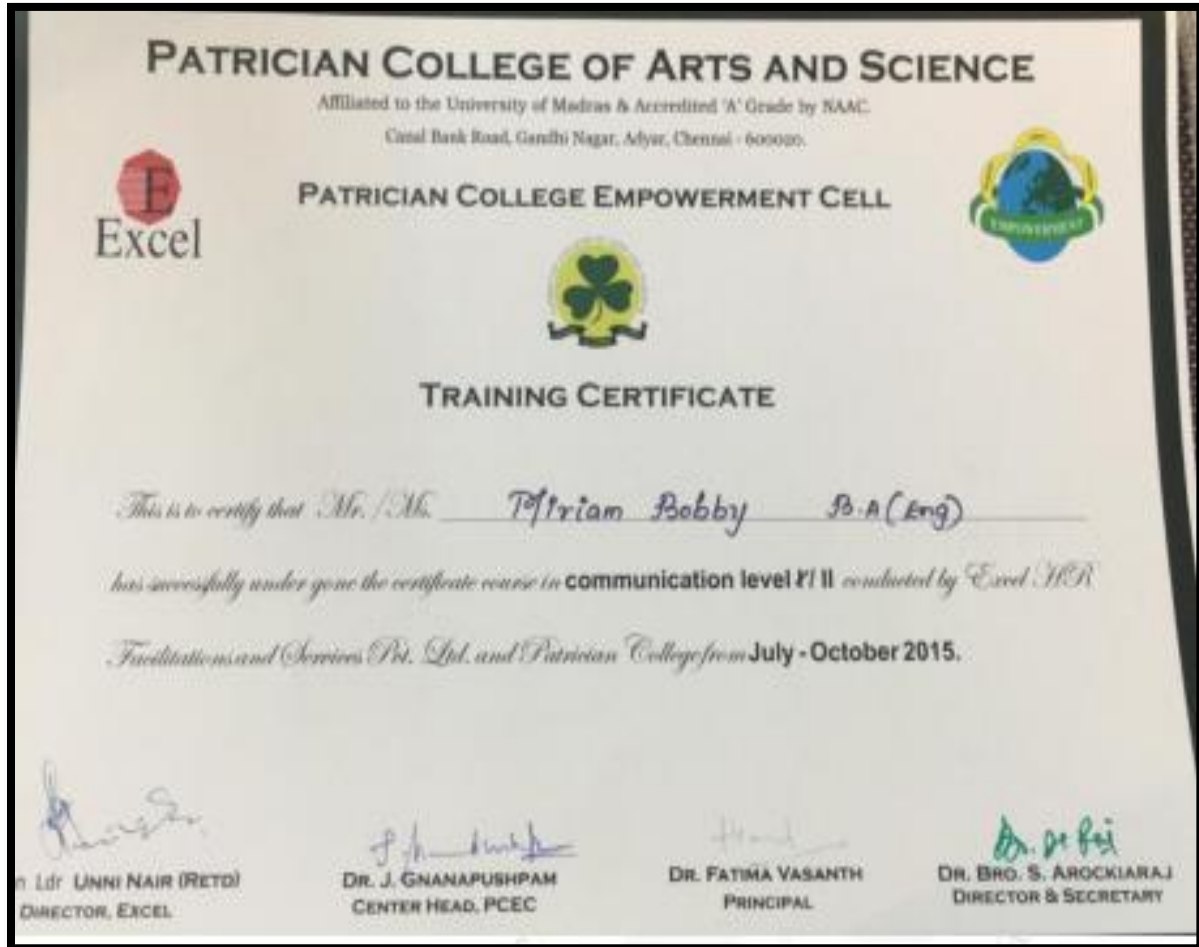 PATRICIAN COLLEGE OF ARTS AND SCIENCE
Affiliated to the University of Madras & Accredited 'A' Grade by NAAC.
Canal Bank Road, Gandhi Nagar, Adyar, Chennai - 600020.
E
Excel
PATRICIAN COLLEGE EMPOWERMENT CELL
EMPOWERMENT
TRAINING CERTIFICATE
This is to certify that Mr. / Ms. Miriam Bobby B.A (Eng)
has successfully under gone the certificate course in communication level I / II conducted by Excel HR
Facilitations and Services Pvt. Ltd. and Patrician College from July - October 2015.
n Ldr UNNI NAIR (RETD)
DIRECTOR, EXCEL
DR. J. GNANAPUSHPAM
CENTER HEAD, PCEC
DR. FATIMA VASANTH
PRINCIPAL
DR. BRO. S. AROCKIARAJ
DIRECTOR & SECRETARY